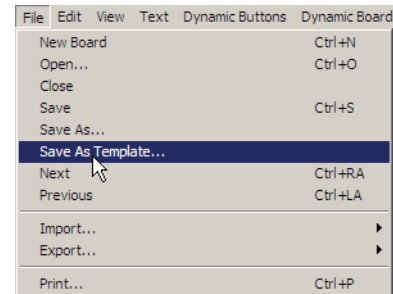 File Edit View Text Dynamic Buttons Dynamic Board
New Board Ctrl+N
Open... Ctrl+O
Close
Save Ctrl+S
Save As...
Save As Template...
Next Ctrl+RA
Previous Ctrl+LA
Import...
Export...
Print... Ctrl+P